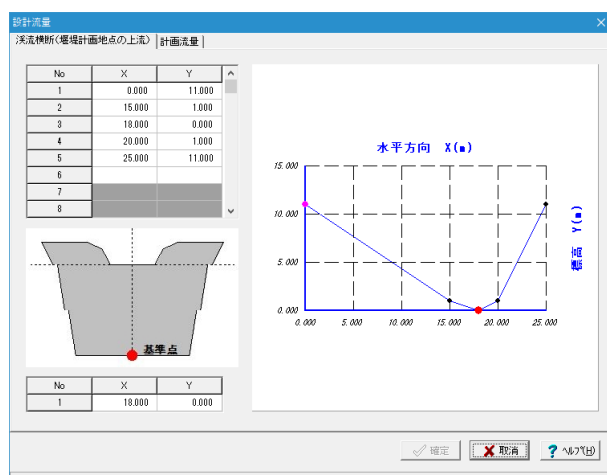 設計流量
渓流横断(堰堤計画地点の上流) 計画流量
No X Y
1 0.000 11.000
2 15.000 1.000
3 18.000 0.000
4 20.000 1.000
5 25.000 11.000
6
7
8
水平方向 X(m)
15.000
10.000
5.000
0.000
0.000 5.000 10.000 15.000 20.000 25.000
標高 Y(m)
基準点
No X Y
1 18.000 0.000
確定 取消 ? ヘルプ(H)